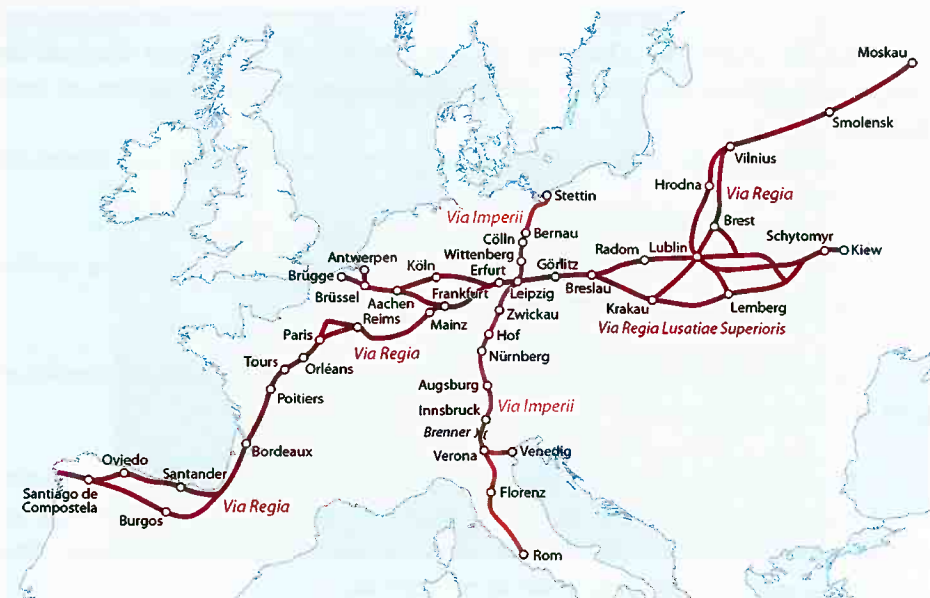 Moskau
Smolensk
Vilnius
Hrodna
Via Regia
Stettin
Via Imperii
Bernau
Brest
Cölln
Schytomyr
Wittenberg
Radom
Lublin
Kiew
Antwerpen
Köln
Erfurt
Görlitz
Brügge
Brüssel
Aachen
Frankfurt
Leipzig
Breslau
Krakau
Lemberg
Reims
Mainz
Zwickau
Via Regia Lusatiae Superioris
Paris
Hof
Via Regia
Nürnberg
Tours
Orléans
Poitiers
Augsburg
Via Imperii
Innsbruck
Brenner
Bordeaux
Verona
Venedig
Oviedo
Santander
Santiago de
Compostela
Florenz
Via Regia
Burgos
Rom